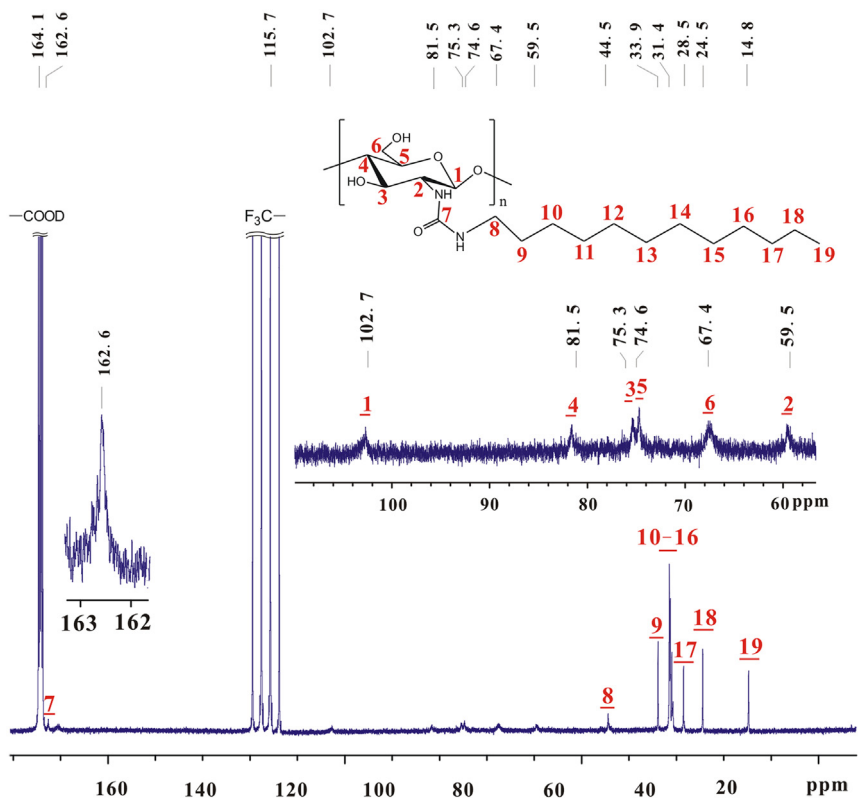 164. 1 162. 6 115. 7 102. 7 81. 5 75. 3 74. 6 67. 4 59. 5 44. 5 33. 9 31. 4 28. 5 24. 5 14. 8
OH
6
O
5
4
1
O
HO
3
2
NH
n
7
O
N
H
8
10 12 14 16 18
9 11 13 15 17 19
—COOD
F₃C—
162. 6
163 162
102. 7 81. 5 75. 3 74. 6 67. 4 59. 5
1 4 35 6 2
100 90 80 70 60 ppm
10-16
9
18
17
19
8
7
160 140 120 100 80 60 40 20 ppm